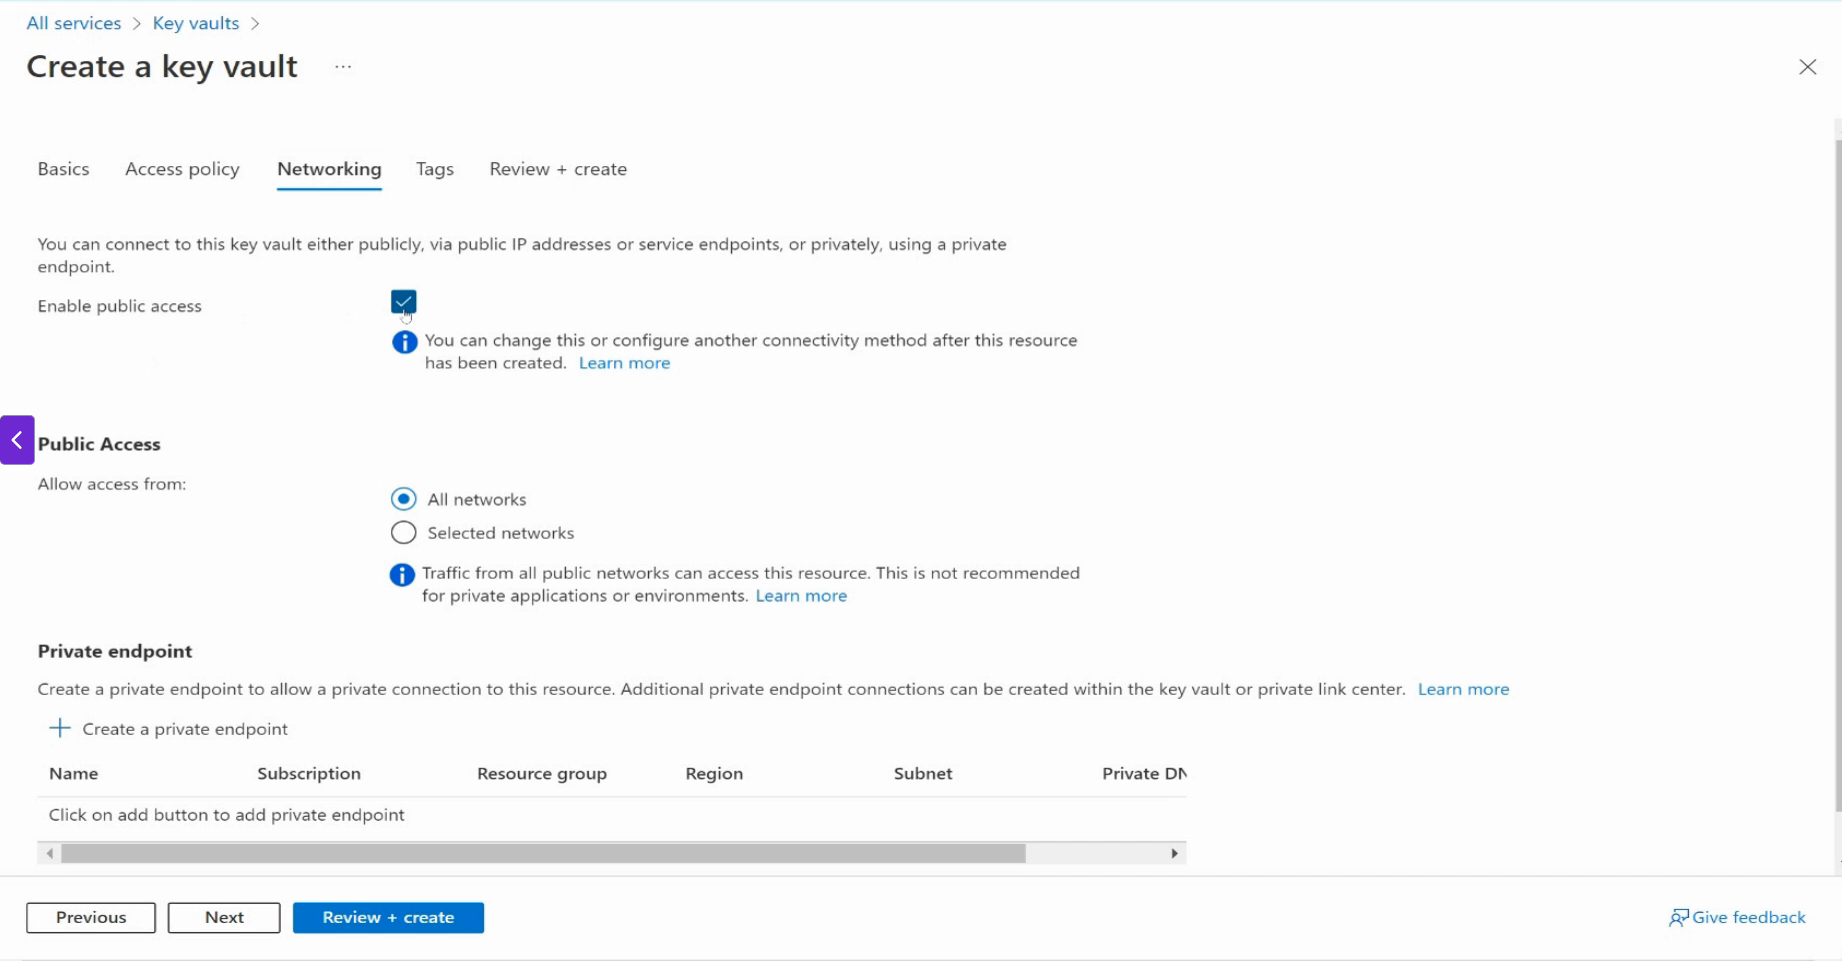 All services > Key vaults >
Create a key vault ...
Basics Access policy Networking Tags Review + create
You can connect to this key vault either publicly, via public IP addresses or service endpoints, or privately, using a private
endpoint.
Enable public access
You can change this or configure another connectivity method after this resource
has been created. Learn more
Public Access
Allow access from:
All networks
Selected networks
Traffic from all public networks can access this resource. This is not recommended
for private applications or environments. Learn more
Private endpoint
Create a private endpoint to allow a private connection to this resource. Additional private endpoint connections can be created within the key vault or private link center. Learn more
+ Create a private endpoint
Name Subscription Resource group Region Subnet Private DN
Click on add button to add private endpoint
Previous Next Review + create Give feedback